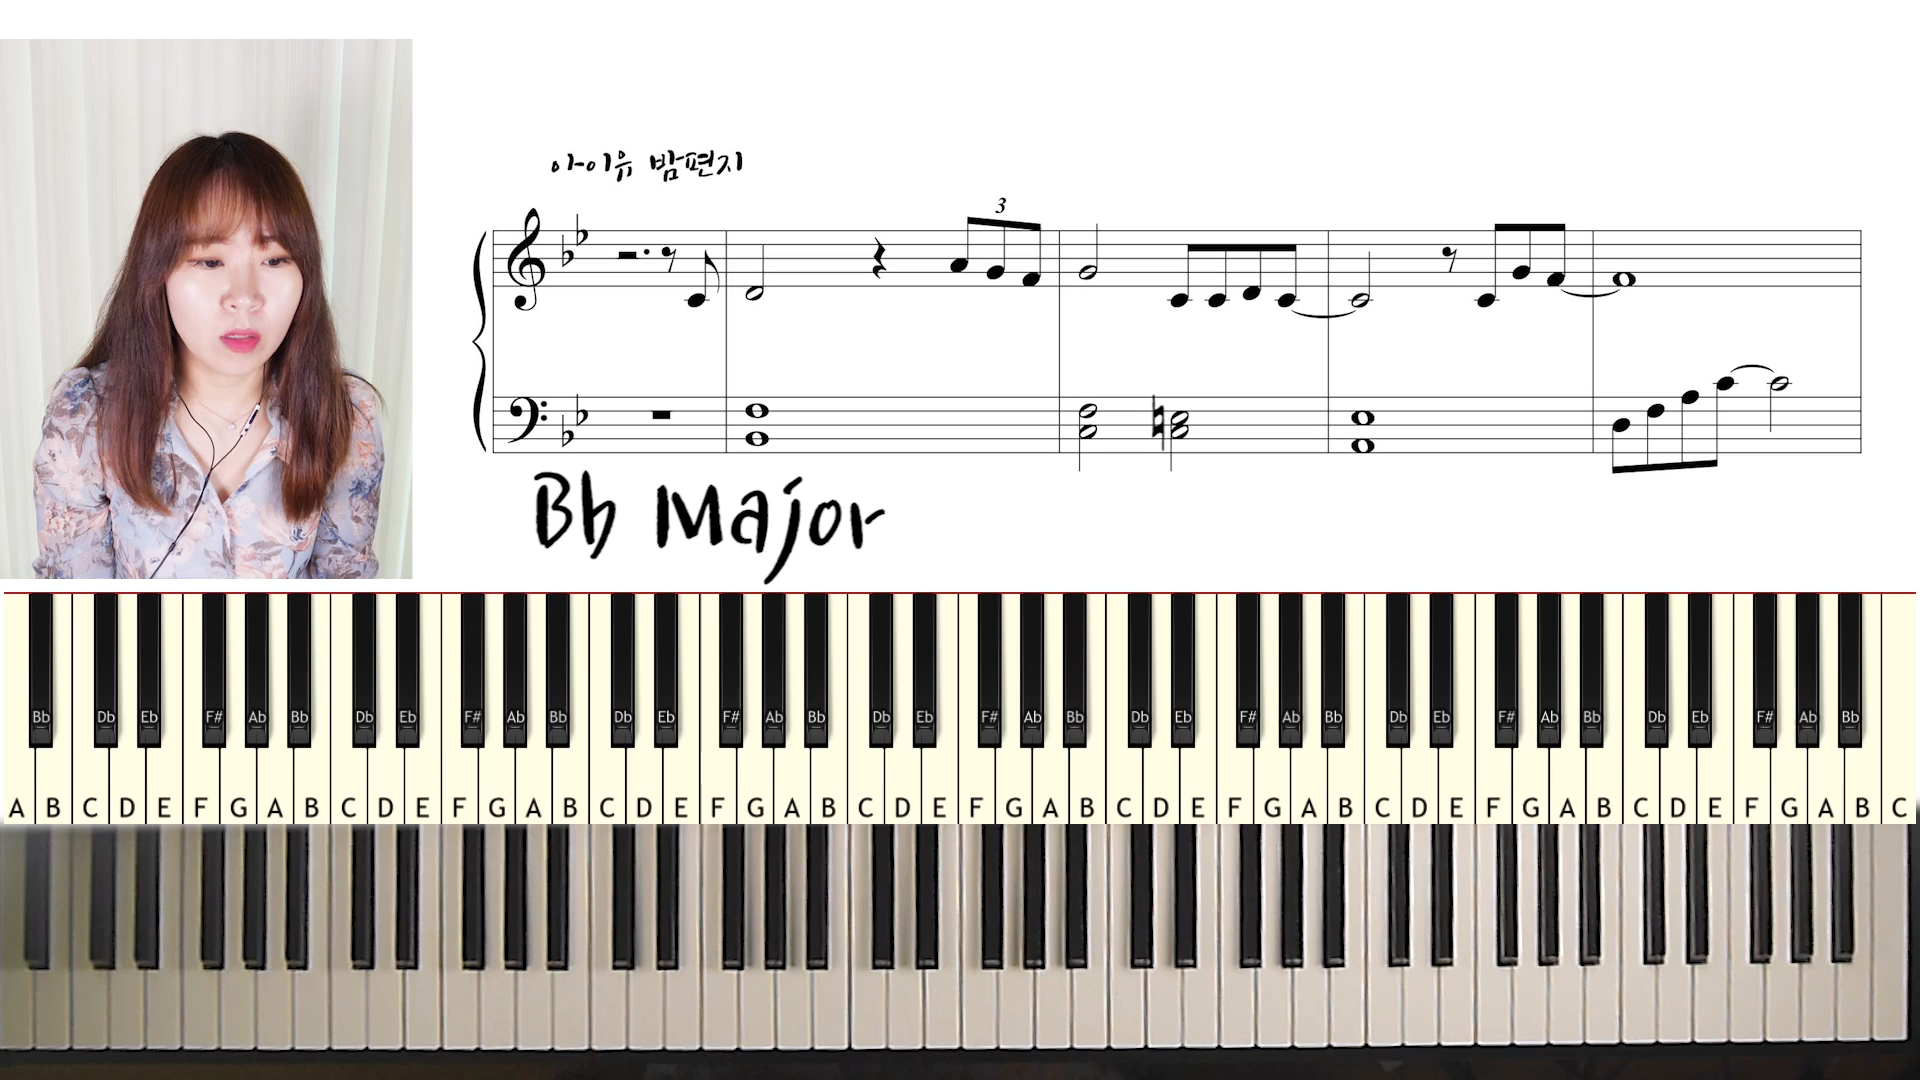 아이유 밤편지
3
Bb Major
Bb Db Eb F# Ab Bb Db Eb F# Ab Bb Db Eb F# Ab Bb Db Eb F# Ab Bb Db Eb F# Ab Bb Db Eb F# Ab Bb Db Eb F# Ab Bb
A B C D E F G A B C D E F G A B C D E F G A B C D E F G A B C D E F G A B C D E F G A B C D E F G A B C